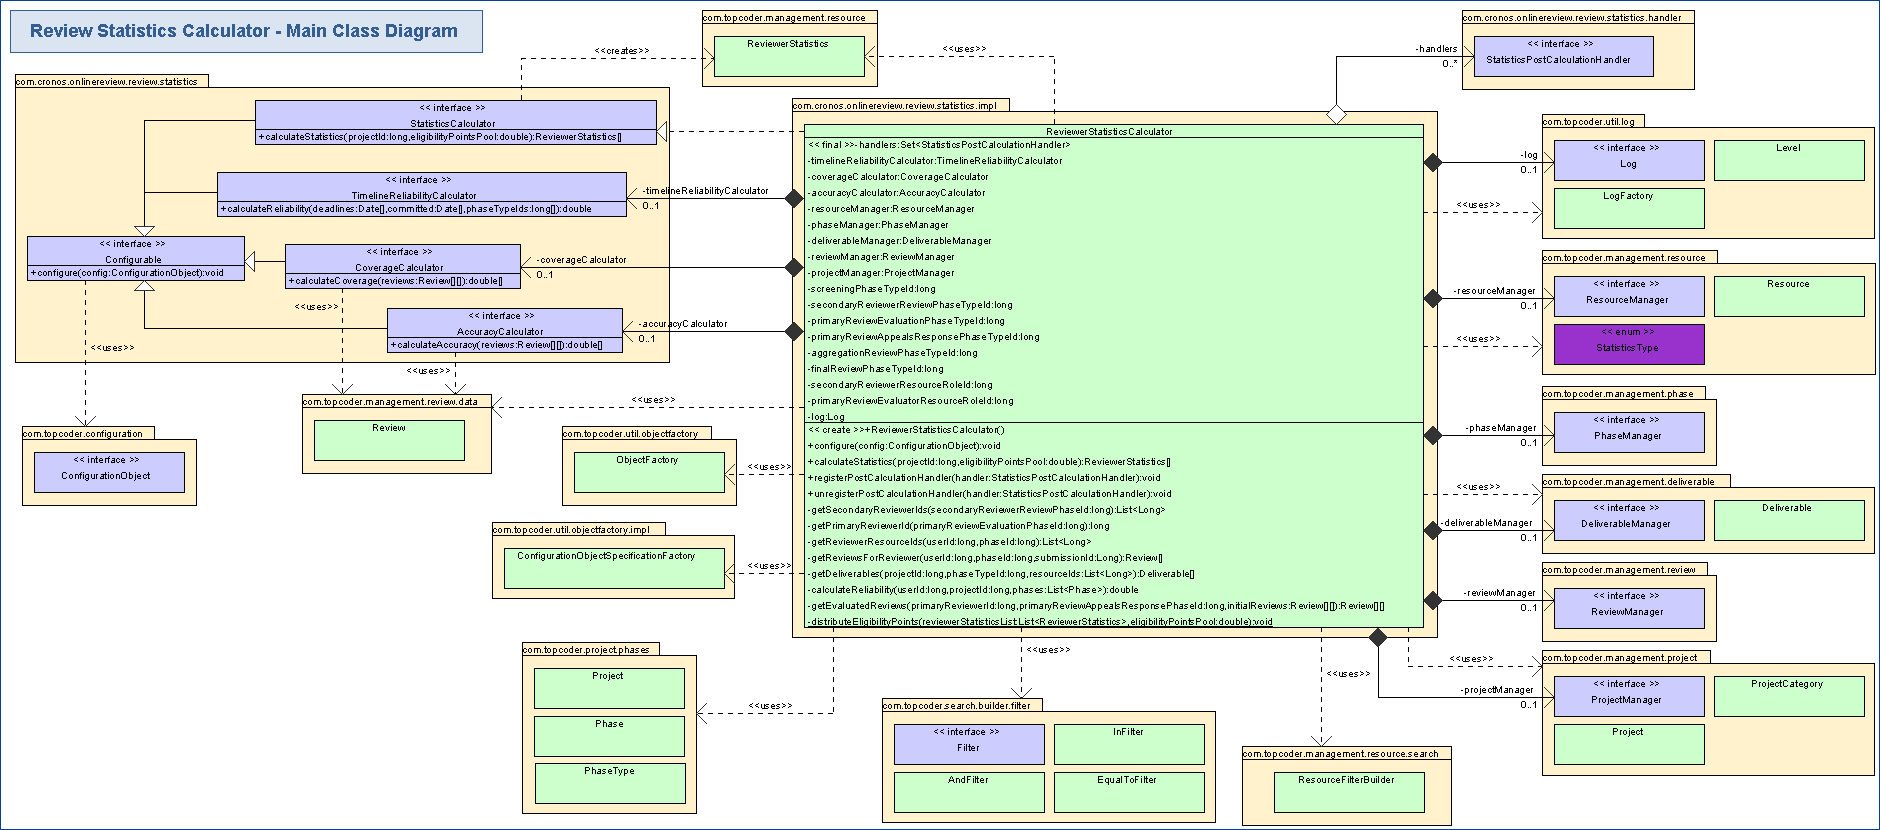 Review Statistics Calculator - Main Class Diagram
com.topcoder.management.resource
ReviewerStatistics
<<creates>>
<<uses>>
com.cronos.onlinereview.review.statistics.handler
<< interface >>
StatisticsPostCalculationHandler
-handlers
0..*
com.cronos.onlinereview.review.statistics
<< interface >>
StatisticsCalculator
+calculateStatistics(projectId:long,eligibilityPointsPool:double):ReviewerStatistics[]
<< interface >>
TimelineReliabilityCalculator
+calculateReliability(deadlines:Date[],committed:Date[],phaseTypeIds:long[]):double
-timelineReliabilityCalculator
0..1
<< interface >>
Configurable
+configure(config:ConfigurationObject):void
<< interface >>
CoverageCalculator
+calculateCoverage(reviews:Review[][]):double[]
-coverageCalculator
0..1
<<uses>>
<< interface >>
AccuracyCalculator
+calculateAccuracy(reviews:Review[][]):double[]
-accuracyCalculator
0..1
<<uses>>
<<uses>>
com.topcoder.management.review.data
Review
<<uses>>
com.topcoder.configuration
<< interface >>
ConfigurationObject
com.topcoder.util.objectfactory
ObjectFactory
<<uses>>
com.topcoder.util.objectfactory.impl
ConfigurationObjectSpecificationFactory
<<uses>>
com.cronos.onlinereview.review.statistics.impl
ReviewerStatisticsCalculator
<< final >>-handlers:Set<StatisticsPostCalculationHandler>
-timelineReliabilityCalculator:TimelineReliabilityCalculator
-coverageCalculator:CoverageCalculator
-accuracyCalculator:AccuracyCalculator
-resourceManager:ResourceManager
-phaseManager:PhaseManager
-deliverableManager:DeliverableManager
-reviewManager:ReviewManager
-projectManager:ProjectManager
-screeningPhaseTypeId:long
-secondaryReviewerReviewPhaseTypeId:long
-primaryReviewEvaluationPhaseTypeId:long
-primaryReviewAppealsResponsePhaseTypeId:long
-aggregationReviewPhaseTypeId:long
-finalReviewPhaseTypeId:long
-secondaryReviewerResourceRoleId:long
-primaryReviewEvaluatorResourceRoleId:long
-log:Log
<< create >>+ReviewerStatisticsCalculator()
+configure(config:ConfigurationObject):void
+calculateStatistics(projectId:long,eligibilityPointsPool:double):ReviewerStatistics[]
+registerPostCalculationHandler(handler:StatisticsPostCalculationHandler):void
+unregisterPostCalculationHandler(handler:StatisticsPostCalculationHandler):void
-getSecondaryReviewerIds(secondaryReviewerReviewPhaseId:long):List<Long>
-getPrimaryReviewerId(primaryReviewEvaluationPhaseId:long):long
-getReviewerResourceIds(userId:long,phaseId:long):List<Long>
-getReviewsForReviewer(userId:long,phaseId:long,submissionId:Long):Review[]
-getDeliverables(projectId:long,phaseTypeId:long,resourceIds:List<Long>):Deliverable[]
-calculateReliability(userId:long,projectId:long,phases:List<Phase>):double
-getEvaluatedReviews(primaryReviewerId:long,primaryReviewAppealsResponsePhaseId:long,initialReviews:Review[][]):Review[][]
-distributeEligibilityPoints(reviewerStatisticsList:List<ReviewerStatistics>,eligibilityPointsPool:double):void
com.topcoder.util.log
<< interface >>
Log
Level
LogFactory
-log
0..1
<<uses>>
com.topcoder.management.resource
<< interface >>
ResourceManager
Resource
<< enum >>
StatisticsType
-resourceManager
0..1
<<uses>>
com.topcoder.management.phase
<< interface >>
PhaseManager
-phaseManager
0..1
com.topcoder.management.deliverable
<< interface >>
DeliverableManager
Deliverable
<<uses>>
-deliverableManager
0..1
com.topcoder.management.review
<< interface >>
ReviewManager
-reviewManager
0..1
com.topcoder.management.project
<< interface >>
ProjectManager
ProjectCategory
Project
<<uses>>
-projectManager
0..1
com.topcoder.project.phases
Project
Phase
PhaseType
<<uses>>
<<uses>>
com.topcoder.search.builder.filter
<< interface >>
Filter
InFilter
AndFilter
EqualToFilter
<<uses>>
com.topcoder.management.resource.search
ResourceFilterBuilder